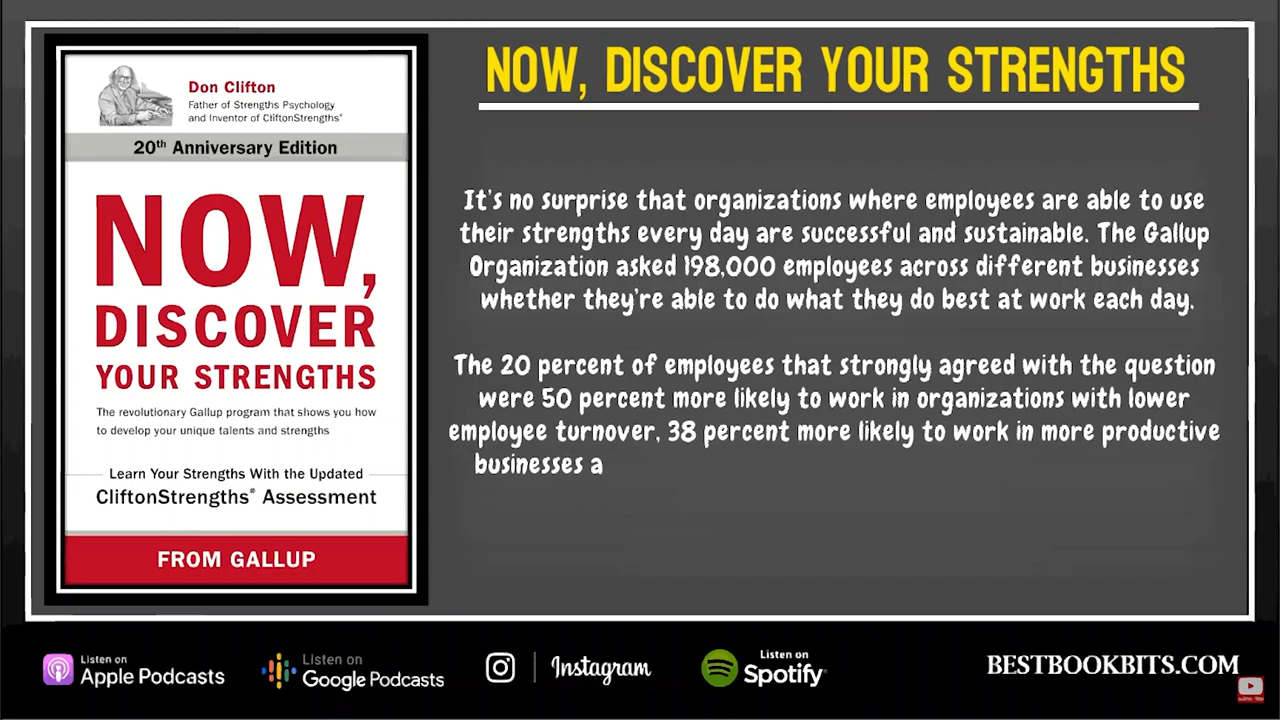 Don Clifton
Father of Strengths Psychology
and Inventor of CliftonStrengths®
20th Anniversary Edition
NOW,
DISCOVER
YOUR STRENGTHS
The revolutionary Gallup program that shows you how
to develop your unique talents and strengths
Learn Your Strengths With the Updated
CliftonStrengths® Assessment
FROM GALLUP
NOW, DISCOVER YOUR STRENGTHS
It's no surprise that organizations where employees are able to use
their strengths every day are successful and sustainable. The Gallup
Organization asked 198,000 employees across different businesses
whether they're able to do what they do best at work each day.
The 20 percent of employees that strongly agreed with the question
were 50 percent more likely to work in organizations with lower
employee turnover, 38 percent more likely to work in more productive
businesses a
Listen on
Apple Podcasts
Listen on
Google Podcasts
Instagram
Listen on
Spotify
BESTBOOKBITS.COM